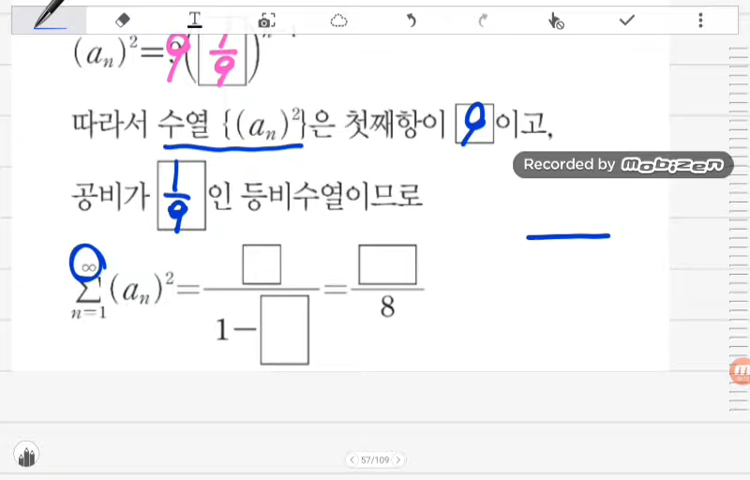 T
(aₙ)²=9(1/9)ⁿ⁻¹
따라서 수열 {(aₙ)²}은 첫째항이 9이고,
Recorded by mobizen
공비가 1/9인 등비수열이므로
∞
∑(aₙ)²=□/(1-□)=□/8
n=1
< 57/109 >